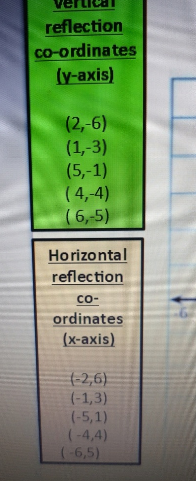 vertical
reflection
co-ordinates
(y-axis)
(2,-6)
(1,-3)
(5,-1)
( 4,-4)
( 6,-5)
Horizontal
reflection
co-
ordinates
(x-axis)
(-2,6)
(-1,3)
(-5,1)
(-4,4)
(-6,5)
-6